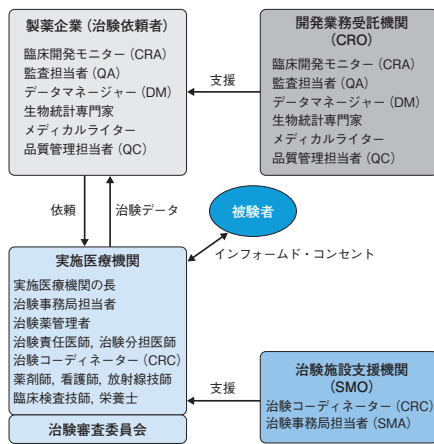 製薬企業（治験依頼者）
臨床開発モニター（CRA）
監査担当者（QA）
データマネージャー（DM）
生物統計専門家
メディカルライター
品質管理担当者（QC）
支援
開発業務受託機関
（CRO）
臨床開発モニター（CRA）
監査担当者（QA）
データマネージャー（DM）
生物統計専門家
メディカルライター
品質管理担当者（QC）
依頼
治験データ
被験者
インフォームド・コンセント
実施医療機関
実施医療機関の長
治験事務局担当者
治験薬管理者
治験責任医師，治験分担医師
治験コーディネーター（CRC）
薬剤師，看護師，放射線技師
臨床検査技師，栄養士
治験審査委員会
支援
治験施設支援機関
（SMO）
治験コーディネーター（CRC）
治験事務局担当者（SMA）